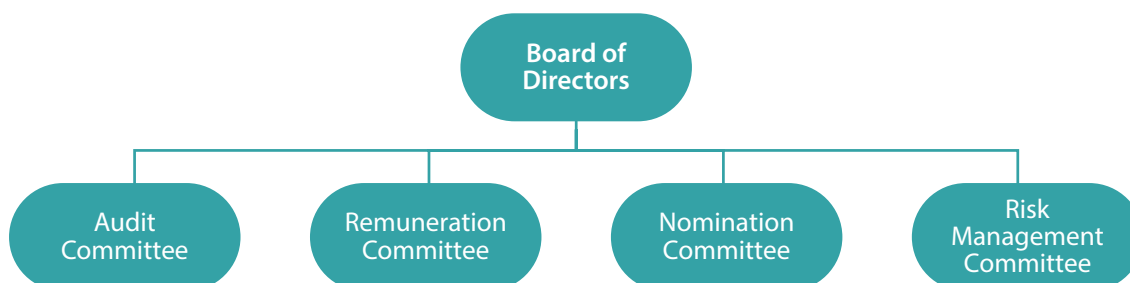 Board of
Directors
Audit
Committee
Remuneration
Committee
Nomination
Committee
Risk
Management
Committee